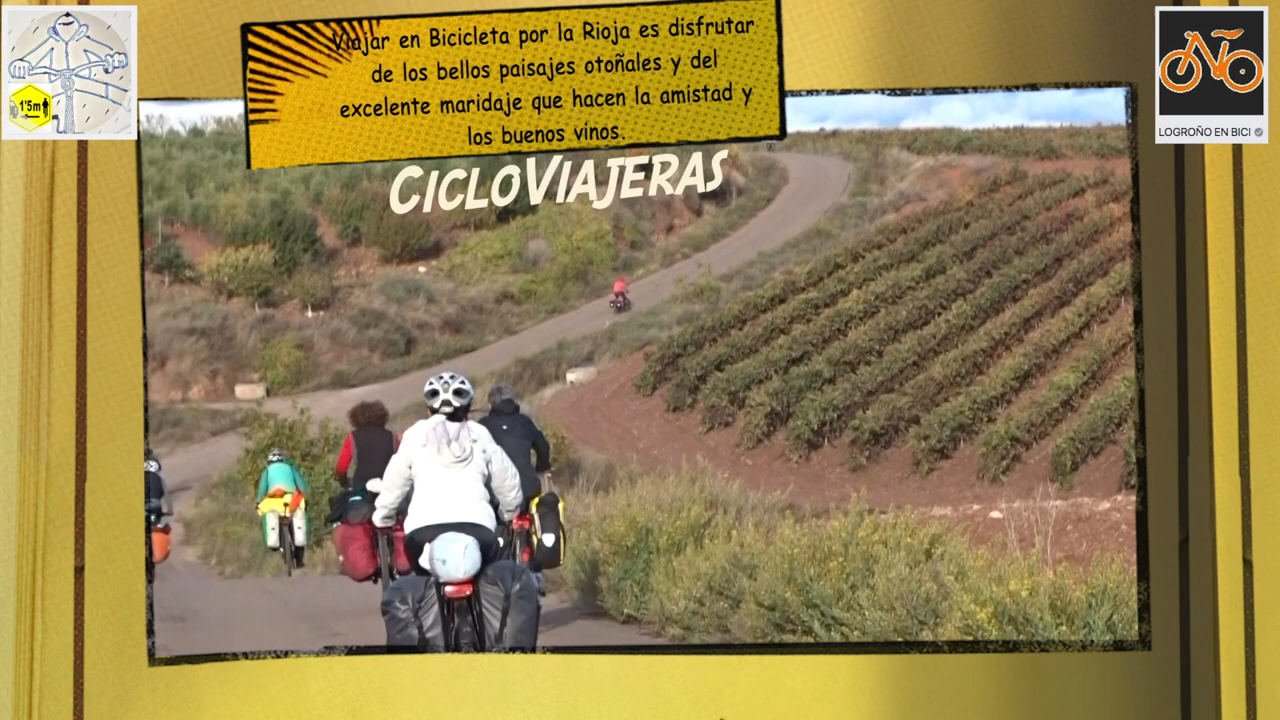 Viajar en Bicicleta por la Rioja es disfrutar
de los bellos paisajes otoñales y del
excelente maridaje que hacen la amistad y
los buenos vinos.
CICLOVIAJERAS
1'5m
LOGROÑO EN BICI